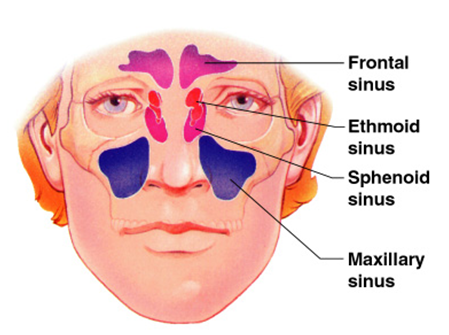 Frontal
sinus
Ethmoid
sinus
Sphenoid
sinus
Maxillary
sinus